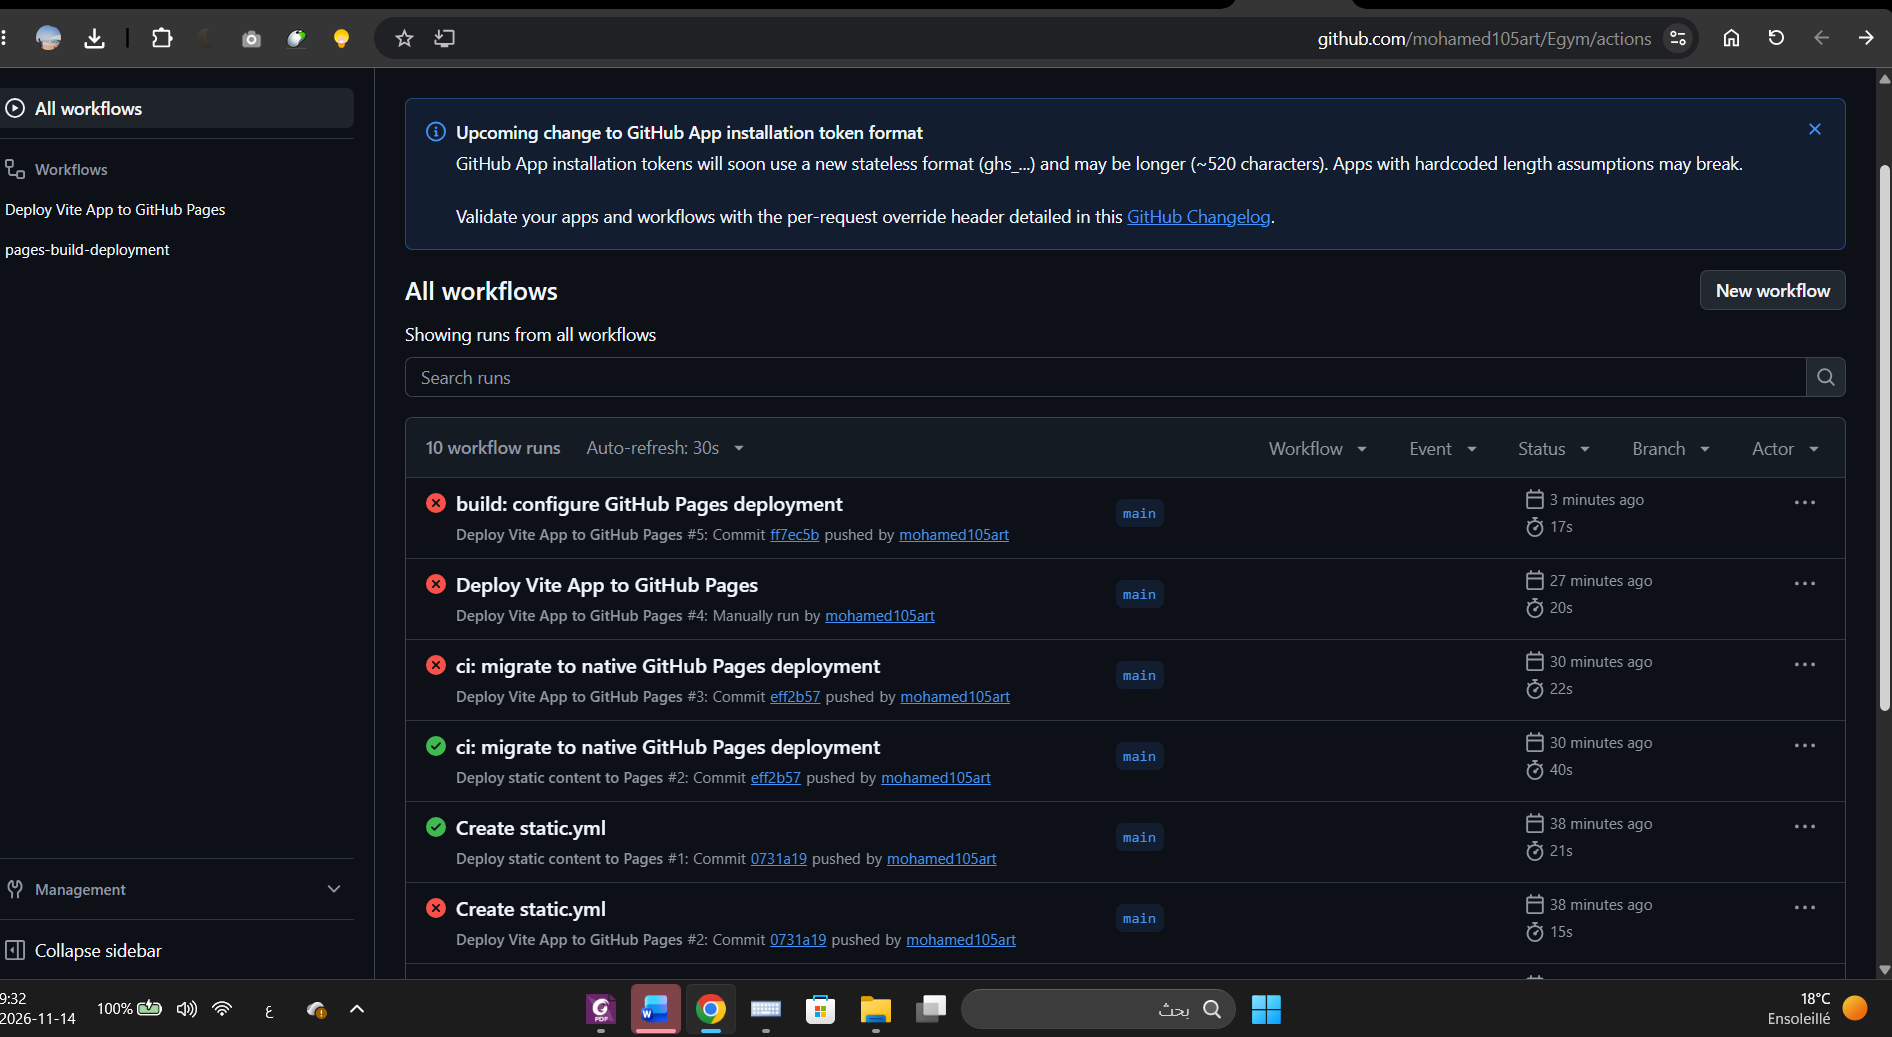 github.com/mohamed105art/Egym/actions
All workflows
Workflows
Deploy Vite App to GitHub Pages
pages-build-deployment
Management
Collapse sidebar
Upcoming change to GitHub App installation token format
GitHub App installation tokens will soon use a new stateless format (ghs_...) and may be longer (~520 characters). Apps with hardcoded length assumptions may break.
Validate your apps and workflows with the per-request override header detailed in this GitHub Changelog.
All workflows
New workflow
Showing runs from all workflows
Search runs
10 workflow runs Auto-refresh: 30s Workflow Event Status Branch Actor
build: configure GitHub Pages deployment
Deploy Vite App to GitHub Pages #5: Commit ff7ec5b pushed by mohamed105art
main
3 minutes ago
17s
Deploy Vite App to GitHub Pages
Deploy Vite App to GitHub Pages #4: Manually run by mohamed105art
main
27 minutes ago
20s
ci: migrate to native GitHub Pages deployment
Deploy Vite App to GitHub Pages #3: Commit eff2b57 pushed by mohamed105art
main
30 minutes ago
22s
ci: migrate to native GitHub Pages deployment
Deploy static content to Pages #2: Commit eff2b57 pushed by mohamed105art
main
30 minutes ago
40s
Create static.yml
Deploy static content to Pages #1: Commit 0731a19 pushed by mohamed105art
main
38 minutes ago
21s
Create static.yml
Deploy Vite App to GitHub Pages #2: Commit 0731a19 pushed by mohamed105art
main
38 minutes ago
15s
9:32
2026-11-14
100%
ع
PDF
W
بحث
18°C
Ensoleillé